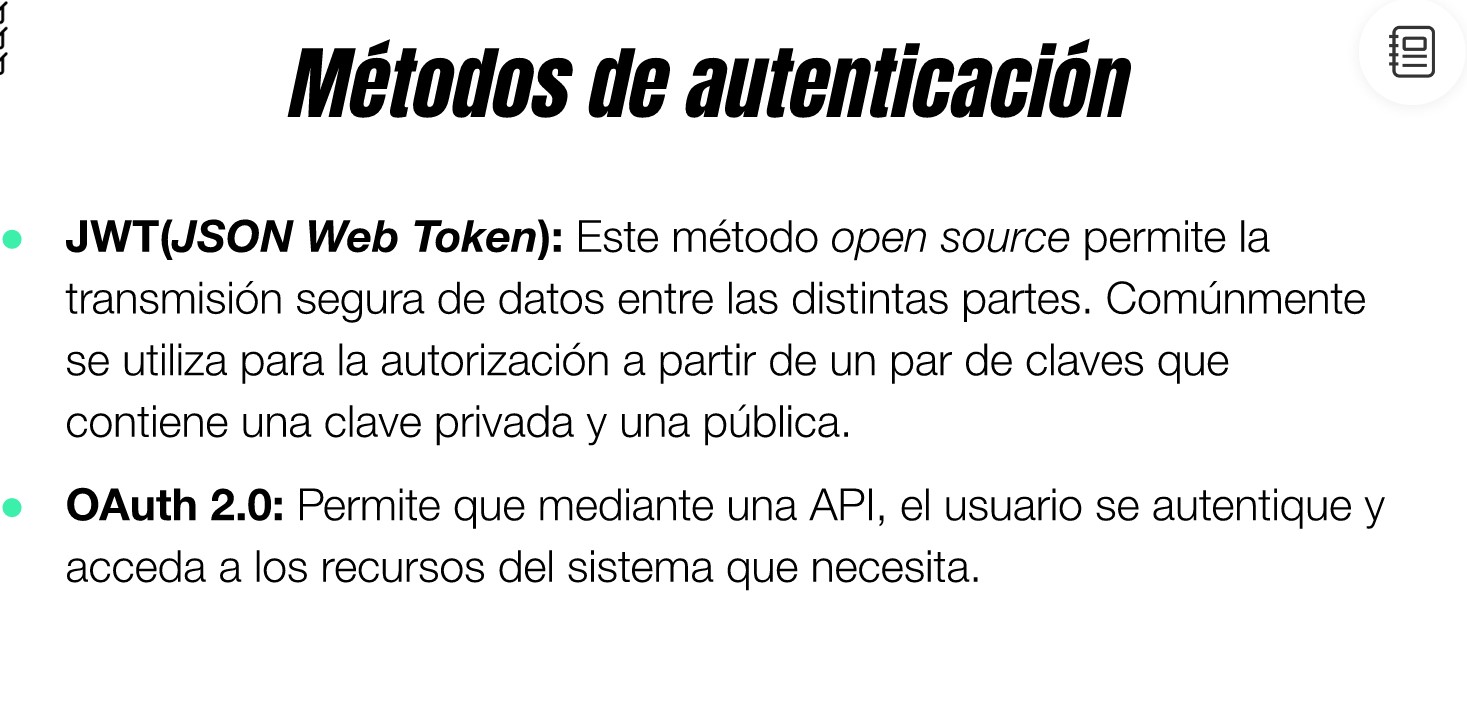 Métodos de autenticación
JWT(JSON Web Token): Este método open source permite la
transmisión segura de datos entre las distintas partes. Comúnmente
se utiliza para la autorización a partir de un par de claves que
contiene una clave privada y una pública.
OAuth 2.0: Permite que mediante una API, el usuario se autentique y
acceda a los recursos del sistema que necesita.